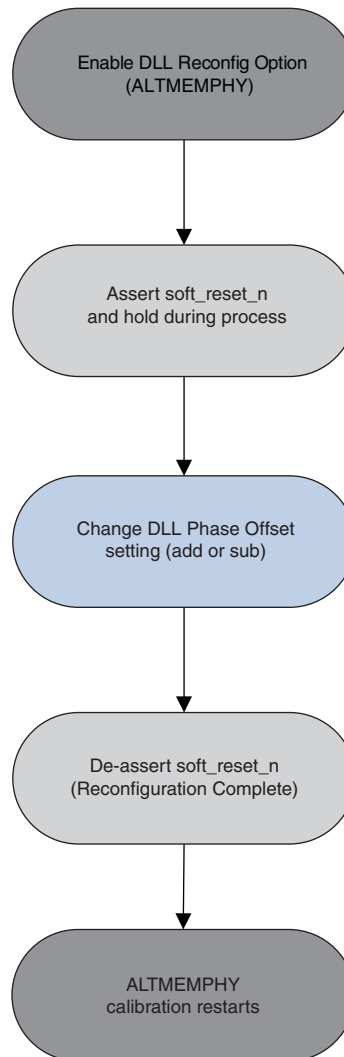 Enable DLL Reconfig Option
(ALTMEMPHY)
Assert soft_reset_n
and hold during process
Change DLL Phase Offset
setting (add or sub)
De-assert soft_reset_n
(Reconfiguration Complete)
ALTMEMPHY
calibration restarts